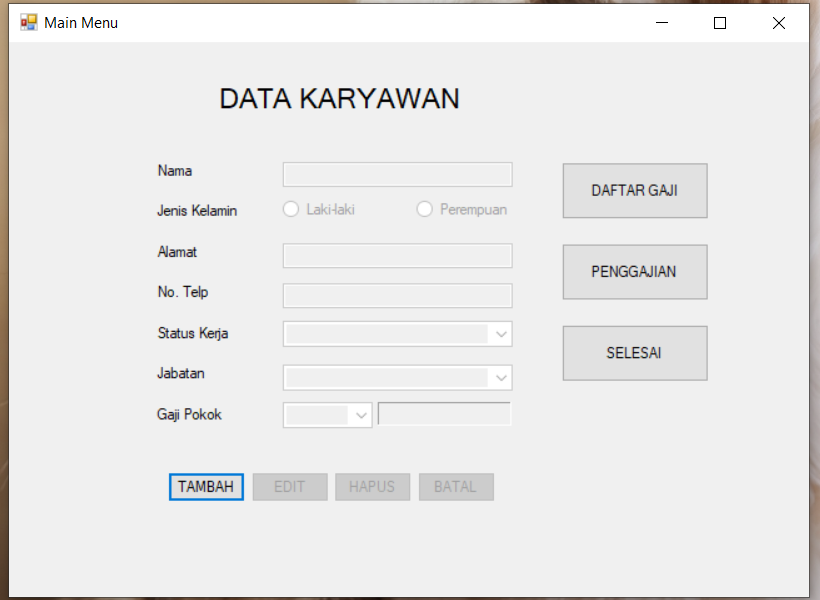 Main Menu
DATA KARYAWAN
Nama
Jenis Kelamin
Laki-laki
Perempuan
Alamat
No. Telp
Status Kerja
Jabatan
Gaji Pokok
DAFTAR GAJI
PENGGAJIAN
SELESAI
TAMBAH
EDIT
HAPUS
BATAL